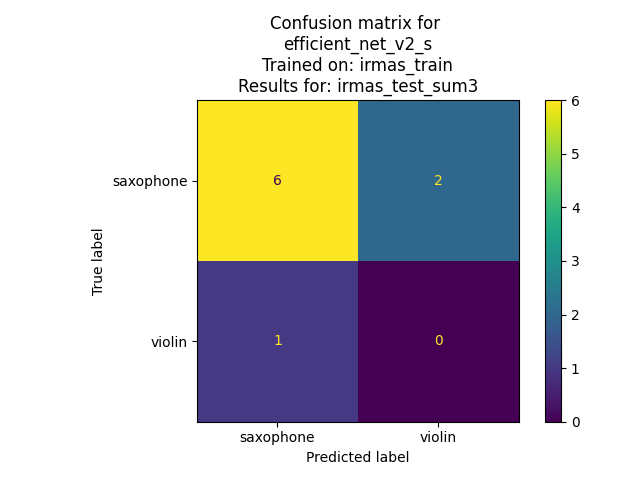 Confusion matrix for
efficient_net_v2_s
Trained on: irmas_train
Results for: irmas_test_sum3
True label
saxophone
violin
6
2
1
0
saxophone
violin
Predicted label
6
5
4
3
2
1
0